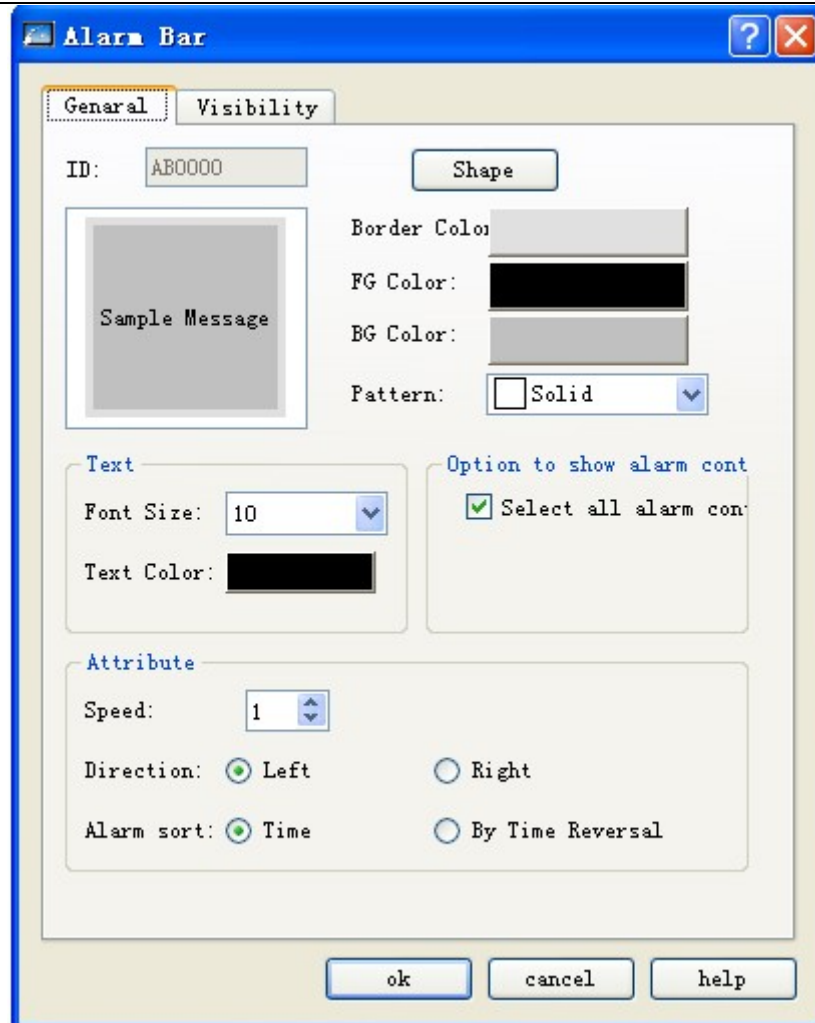 Alarm Bar
Genaral Visibility
ID: AB0000 Shape
Border Color
FG Color:
Sample Message
BG Color:
Pattern: Solid
Text Option to show alarm cont
Font Size: 10 Select all alarm con
Text Color:
Attribute
Speed: 1
Direction: Left Right
Alarm sort: Time By Time Reversal
ok cancel help